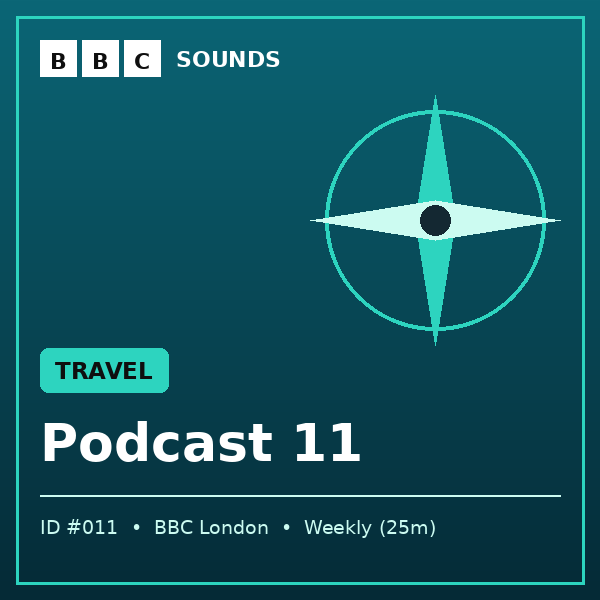 BBC SOUNDS
TRAVEL
Podcast 11
ID #011 • BBC London • Weekly (25m)